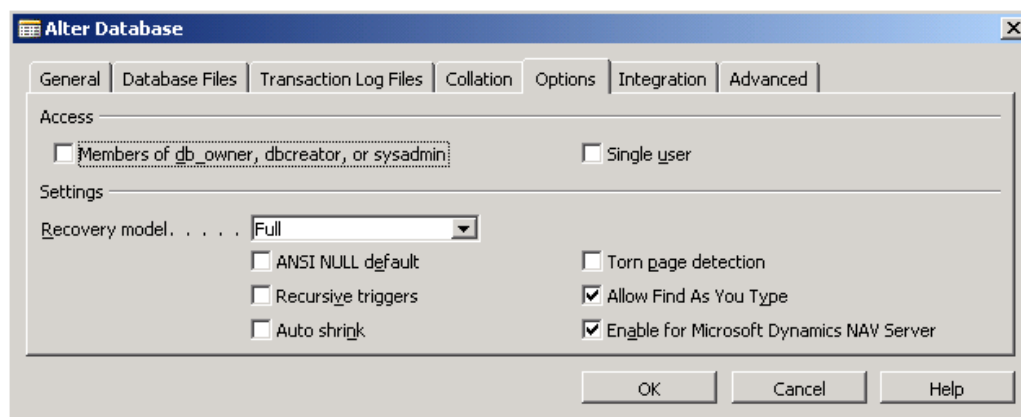 Alter Database
General Database Files Transaction Log Files Collation Options Integration Advanced
Access
Members of db_owner, dbcreator, or sysadmin Single user
Settings
Recovery model. . . . . Full
ANSI NULL default Torn page detection
Recursive triggers Allow Find As You Type
Auto shrink Enable for Microsoft Dynamics NAV Server
OK Cancel Help